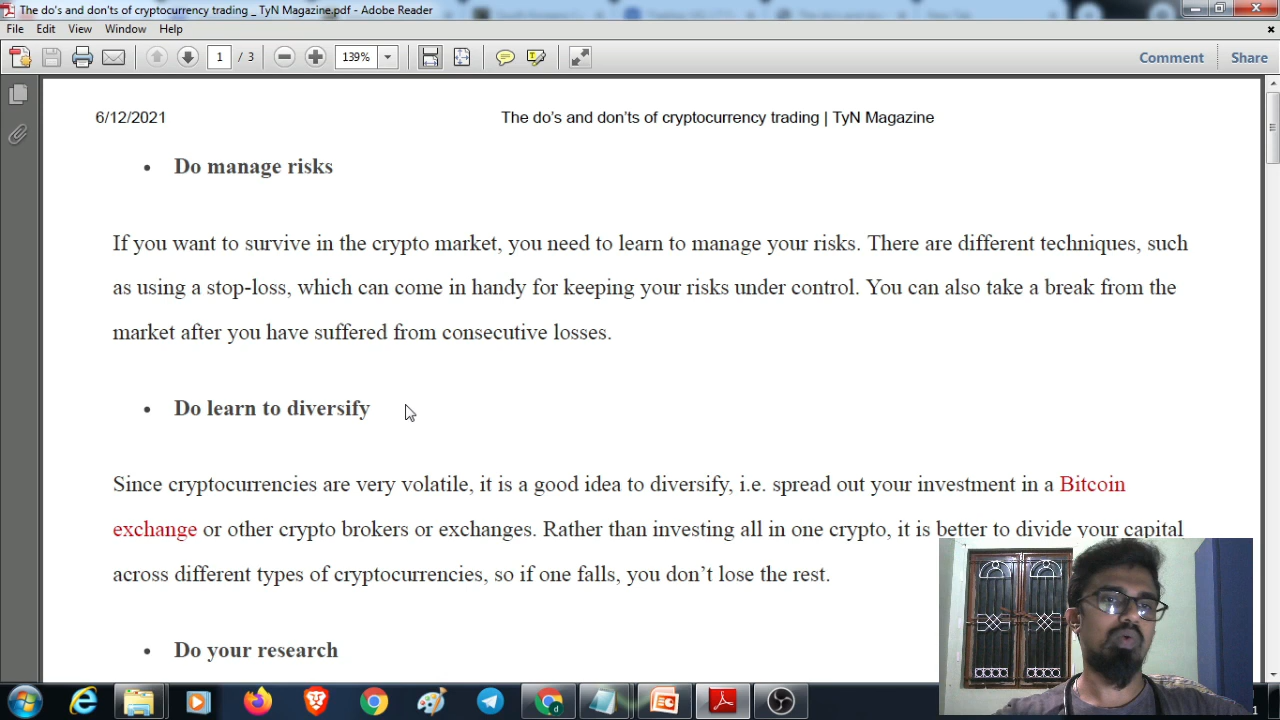 The do's and don'ts of cryptocurrency trading _ TyN Magazine.pdf - Adobe Reader
File Edit View Window Help
1 / 3 139% Comment Share
6/12/2021 The do's and don'ts of cryptocurrency trading | TyN Magazine
• Do manage risks
If you want to survive in the crypto market, you need to learn to manage your risks. There are different techniques, such
as using a stop-loss, which can come in handy for keeping your risks under control. You can also take a break from the
market after you have suffered from consecutive losses.
• Do learn to diversify
Since cryptocurrencies are very volatile, it is a good idea to diversify, i.e. spread out your investment in a Bitcoin
exchange or other crypto brokers or exchanges. Rather than investing all in one crypto, it is better to divide your capital
across different types of cryptocurrencies, so if one falls, you don't lose the rest.
• Do your research